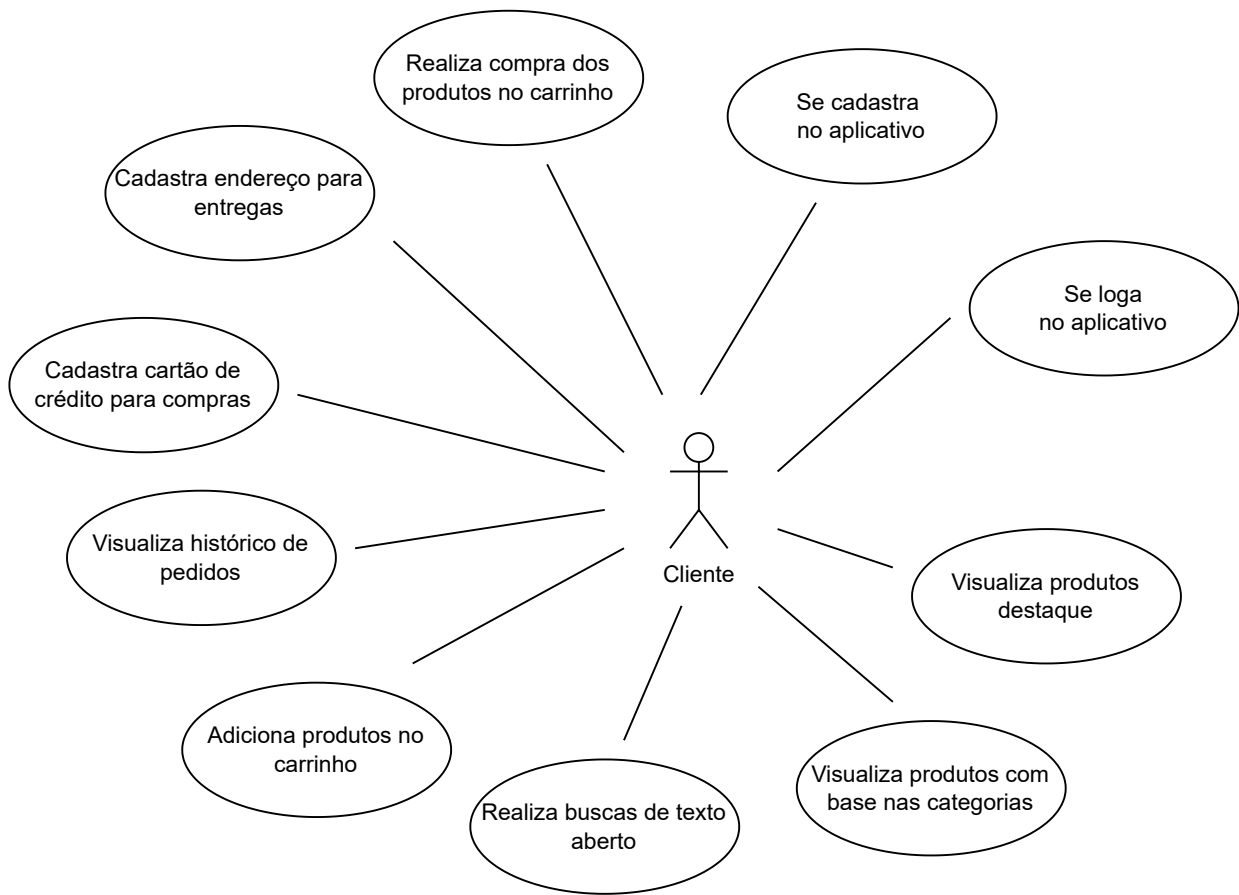 Realiza compra dos
produtos no carrinho
Se cadastra
no aplicativo
Cadastra endereço para
entregas
Se loga
no aplicativo
Cadastra cartão de
crédito para compras
Visualiza histórico de
pedidos
Cliente
Visualiza produtos
destaque
Adiciona produtos no
carrinho
Visualiza produtos com
base nas categorias
Realiza buscas de texto
aberto